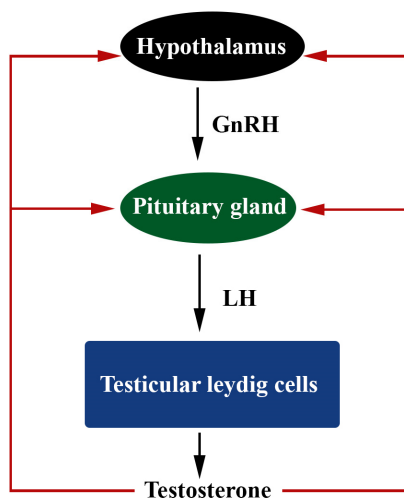 Hypothalamus
GnRH
Pituitary gland
LH
Testicular leydig cells
Testosterone